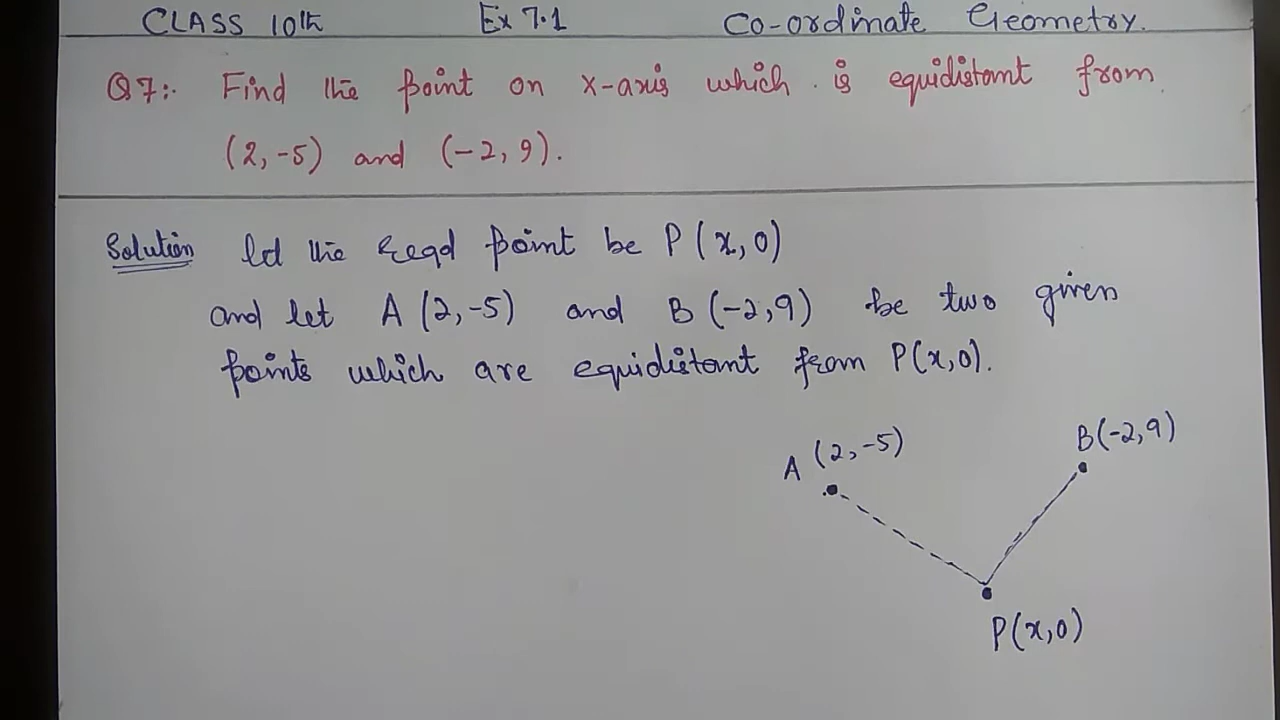 CLASS 10th Ex 7.1 Co-ordinate Geometry.
Q7:- Find the point on x-axis which is equidistant from
(2,-5) and (-2,9).
Solution let the reqd point be P(x,0)
and let A(2,-5) and B(-2,9) be two given
points which are equidistant from P(x,0).
A (2,-5)
B(-2,9)
P(x,0)